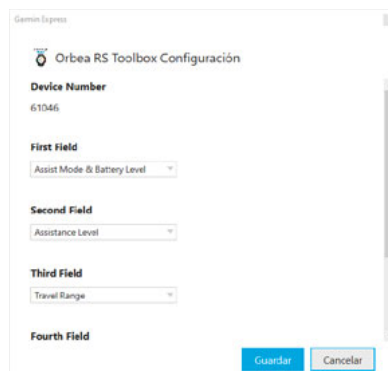 Garmin Express
Orbea RS Toolbox Configuración
Device Number
61046
First Field
Assist Mode & Battery Level
Second Field
Assistance Level
Third Field
Travel Range
Fourth Field
Guardar
Cancelar